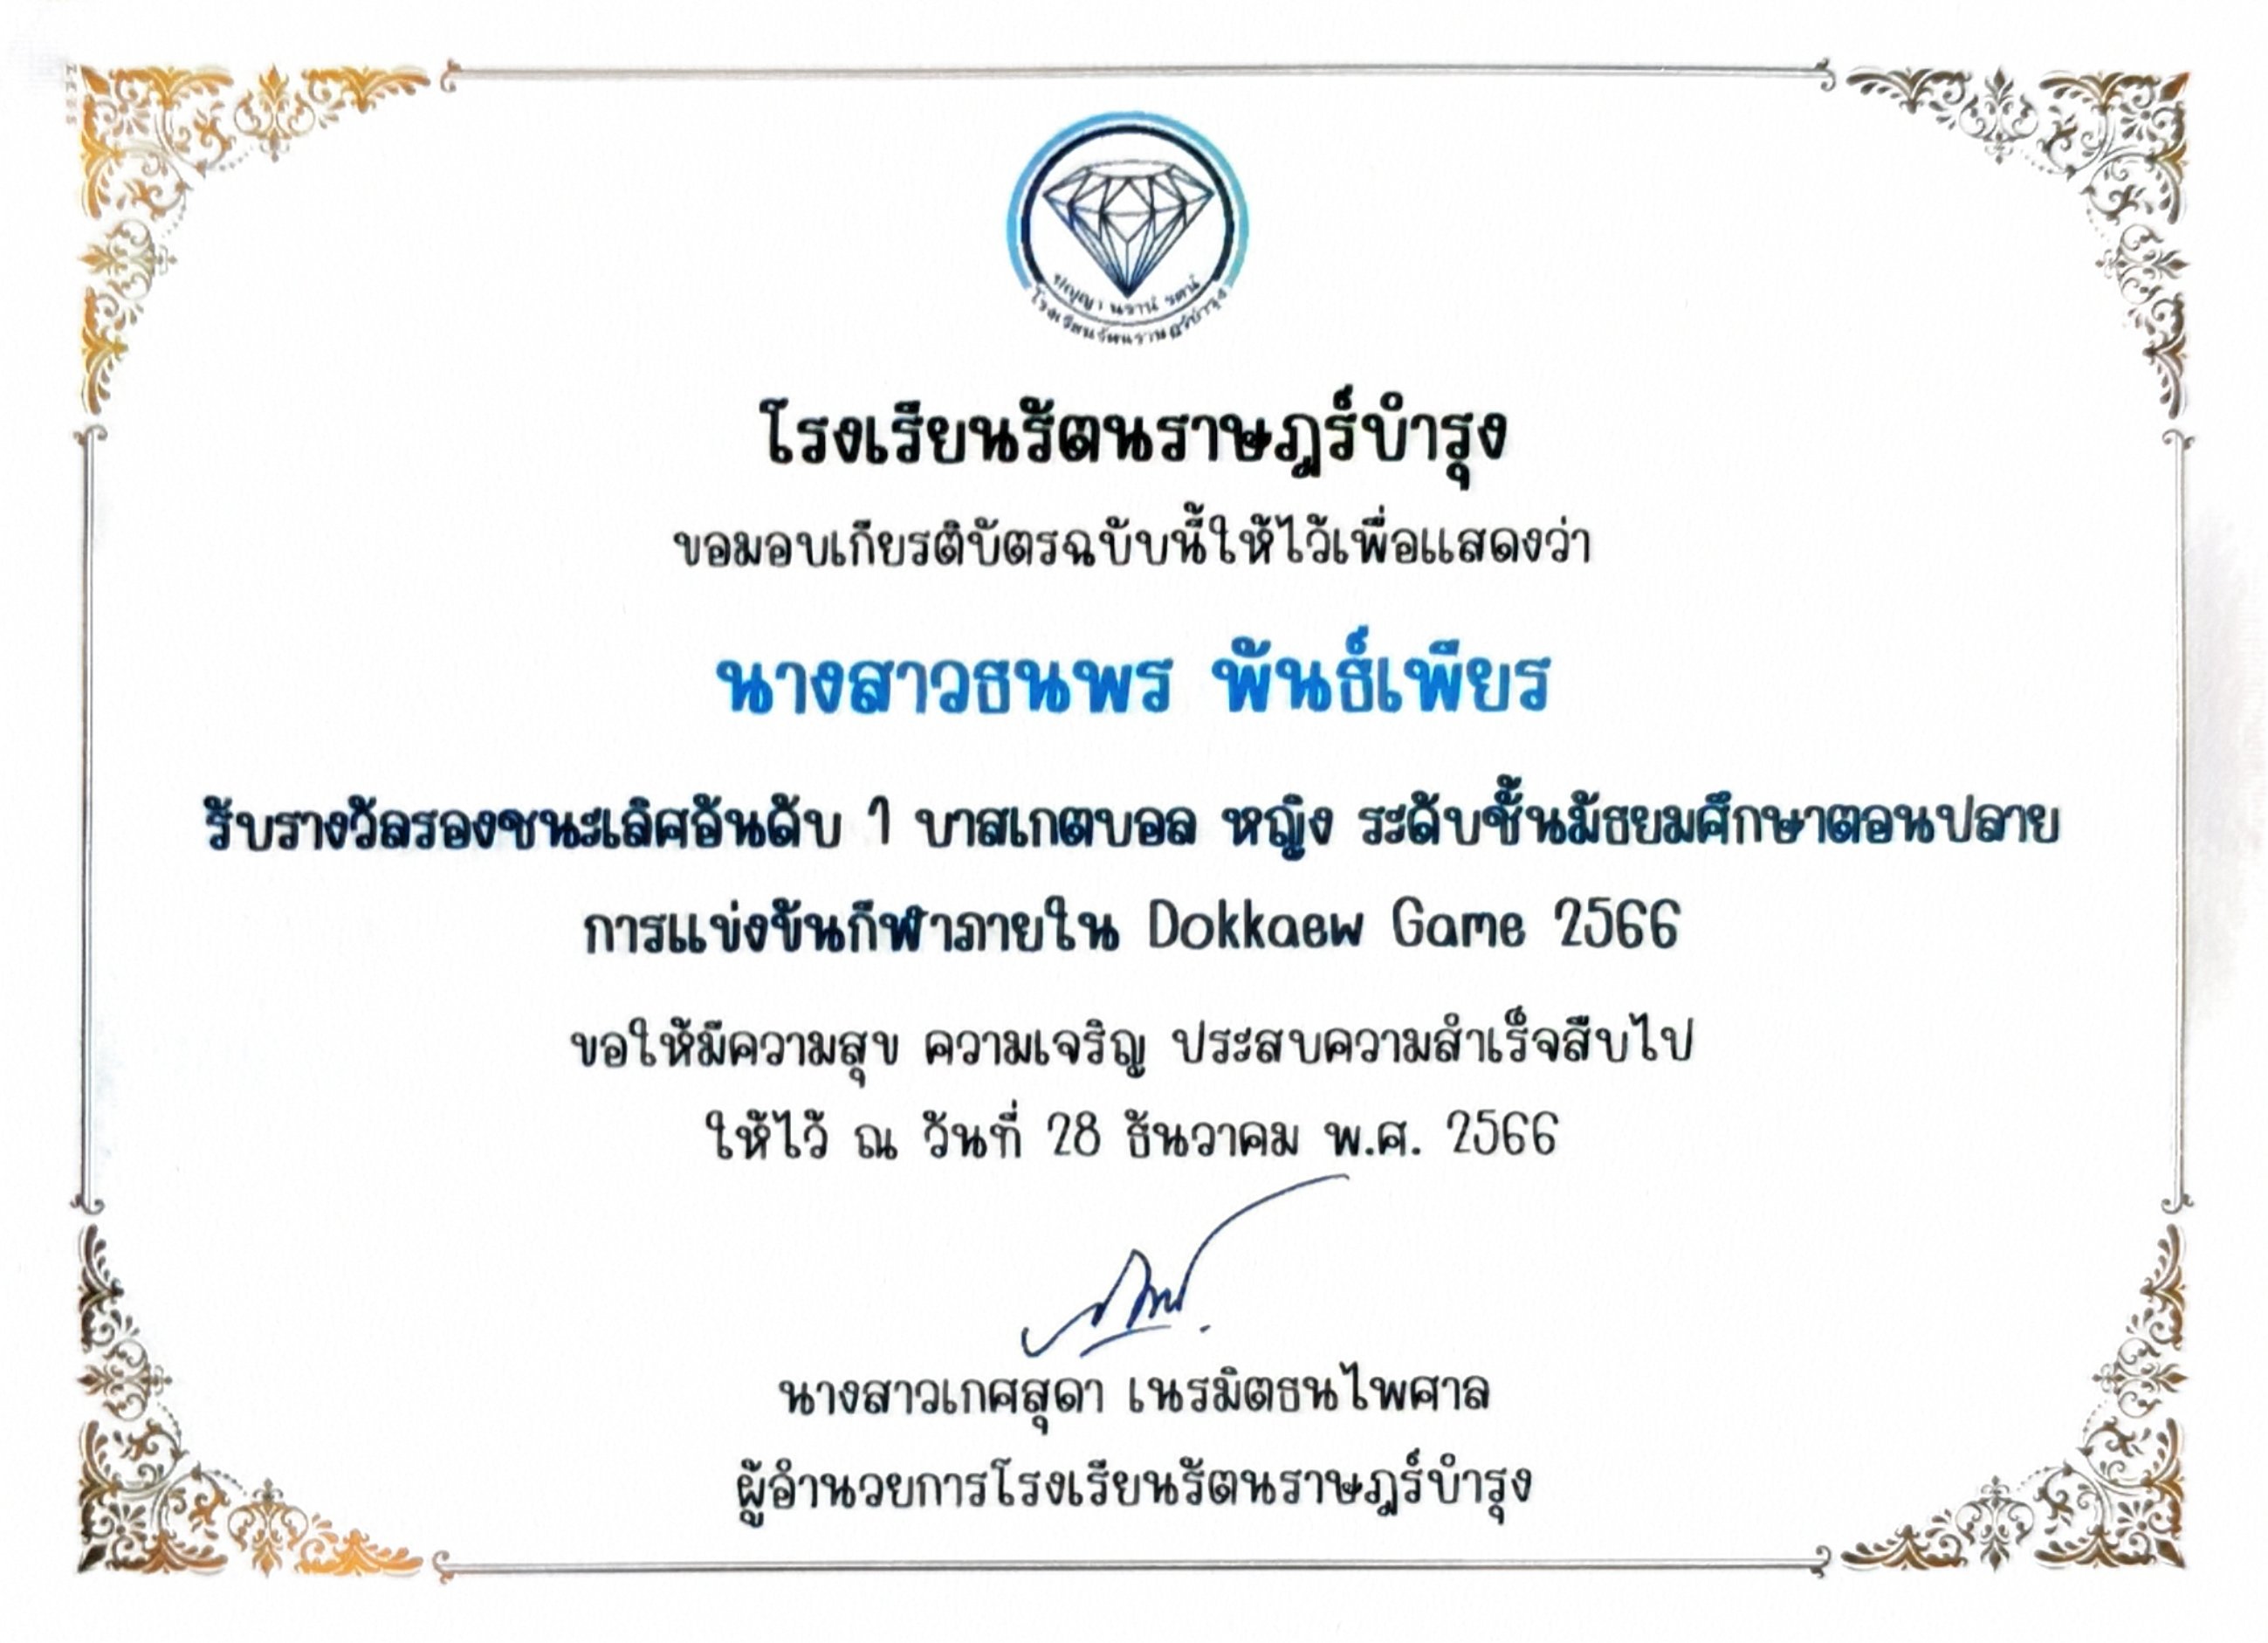 ปญฺญา นรานํ รตนํ
โรงเรียนรัตนราษฎร์บำรุง
โรงเรียนรัตนราษฎร์บำรุง
ขอมอบเกียรติบัตรฉบับนี้ให้ไว้เพื่อแสดงว่า
นางสาวธนพร พันธ์เพียร
รับรางวัลรองชนะเลิศอันดับ 1 บาสเกตบอล หญิง ระดับชั้นมัธยมศึกษาตอนปลาย
การแข่งขันกีฬาภายใน Dokkaew Game 2566
ขอให้มีความสุข ความเจริญ ประสบความสำเร็จสืบไป
ให้ไว้ ณ วันที่ 28 ธันวาคม พ.ศ. 2566
นางสาวเกศสุดา เนรมิตธนไพศาล
ผู้อำนวยการโรงเรียนรัตนราษฎร์บำรุง